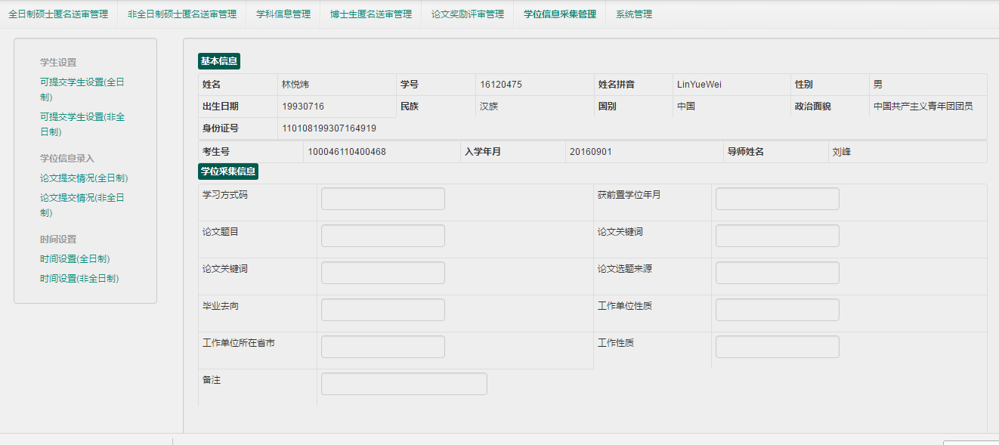 全日制硕士匿名送审管理 非全日制硕士匿名送审管理 学科信息管理 博士生匿名送审管理 论文奖励评审管理 学位信息采集管理 系统管理
学生设置
可提交学生设置(全日
制)
可提交学生设置(非全
日制)
学位信息录入
论文提交情况(全日制)
论文提交情况(非全日
制)
时间设置
时间设置(全日制)
时间设置(非全日制)
基本信息
姓名 林悦炜 学号 16120475 姓名拼音 LinYueWei 性别 男
出生日期 19930716 民族 汉族 国别 中国 政治面貌 中国共产主义青年团团员
身份证号 110108199307164919
考生号 100046110400468 入学年月 20160901 导师姓名 刘峰
学位采集信息
学习方式码 获前置学位年月
论文题目 论文关键词
论文关键词 论文选题来源
毕业去向 工作单位性质
工作单位所在省市 工作性质
备注